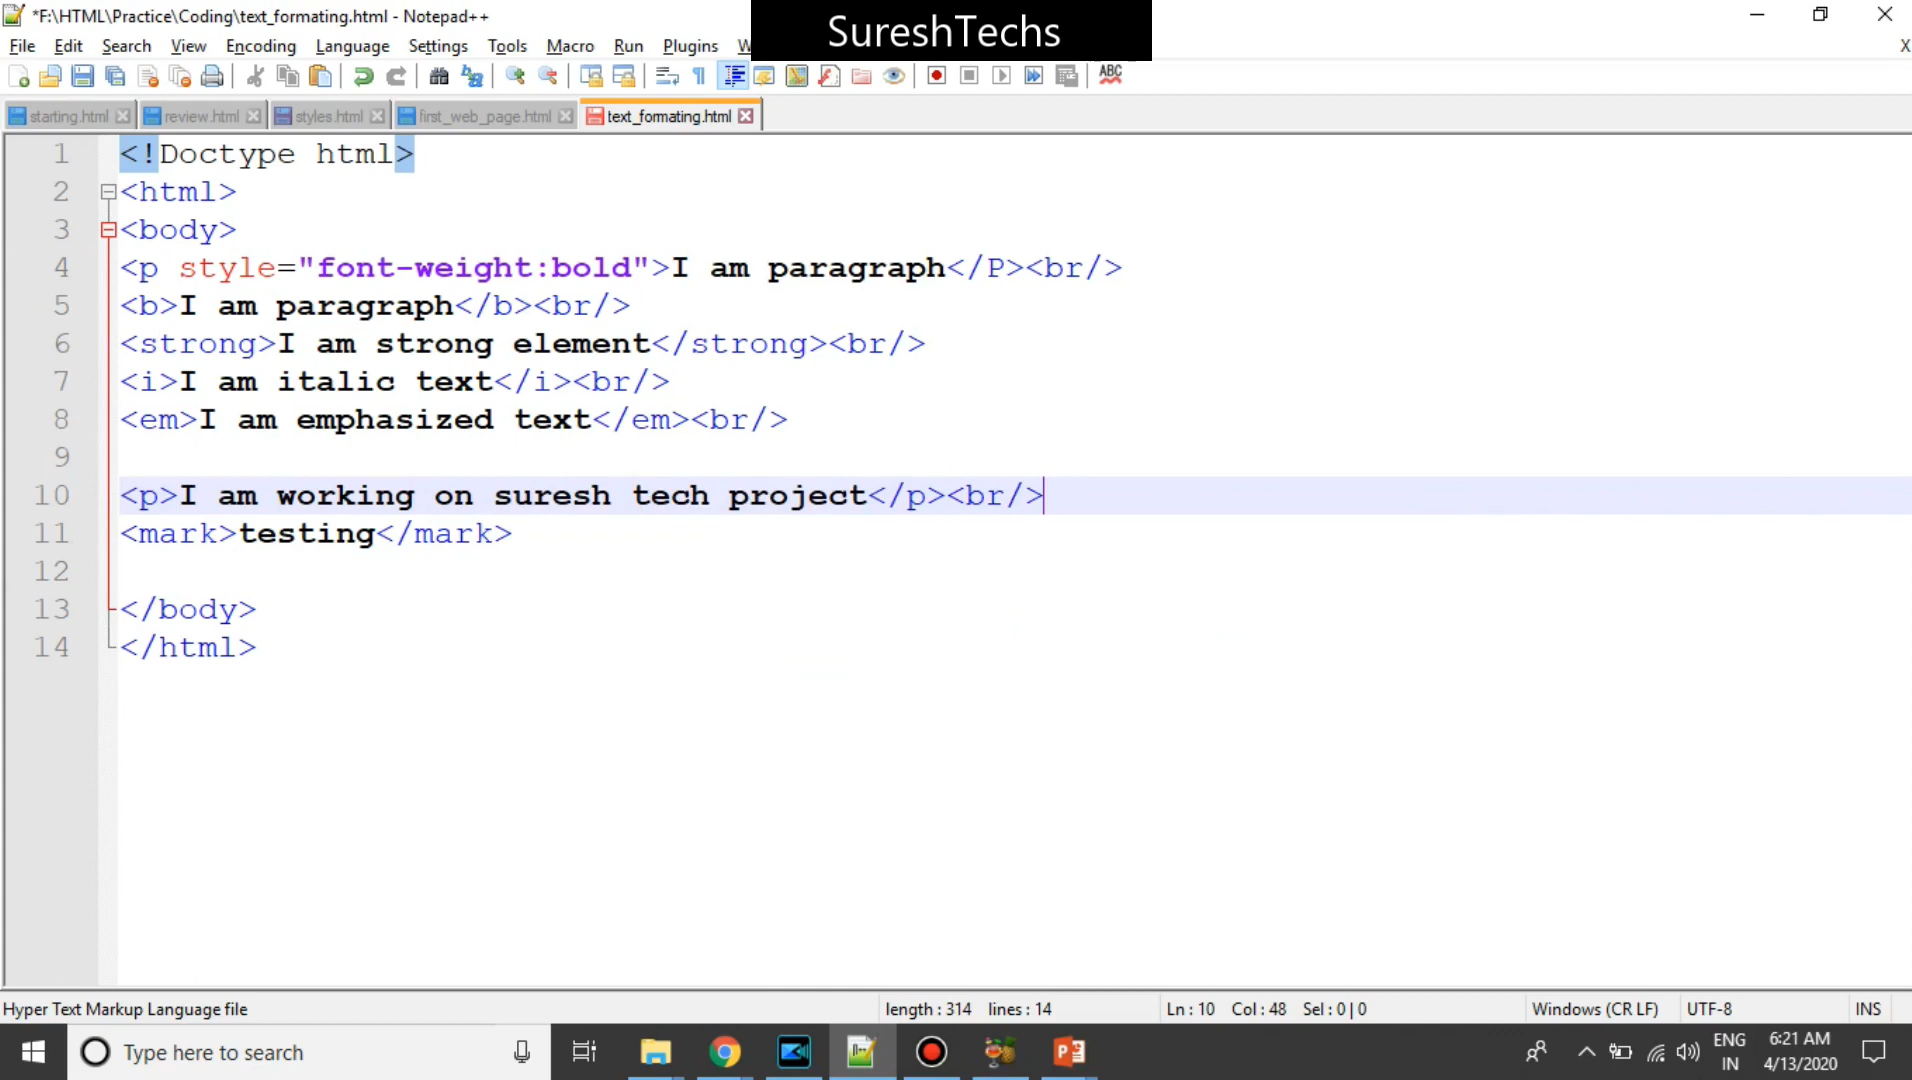 *F:\HTML\Practice\Coding\text_formating.html - Notepad++
SureshTechs
File Edit Search View Encoding Language Settings Tools Macro Run Plugins W X
ABC
starting.html review.html styles.html first_web_page.html text_formating.html
1 <!Doctype html>
2 <html>
3 <body>
4 <p style="font-weight:bold">I am paragraph</P><br/>
5 <b>I am paragraph</b><br/>
6 <strong>I am strong element</strong><br/>
7 <i>I am italic text</i><br/>
8 <em>I am emphasized text</em><br/>
9
10 <p>I am working on suresh tech project</p><br/>
11 <mark>testing</mark>
12
13 </body>
14 </html>
Hyper Text Markup Language file length : 314 lines : 14 Ln : 10 Col : 48 Sel : 0 | 0 Windows (CR LF) UTF-8 INS
Type here to search
ENG
IN
6:21 AM
4/13/2020